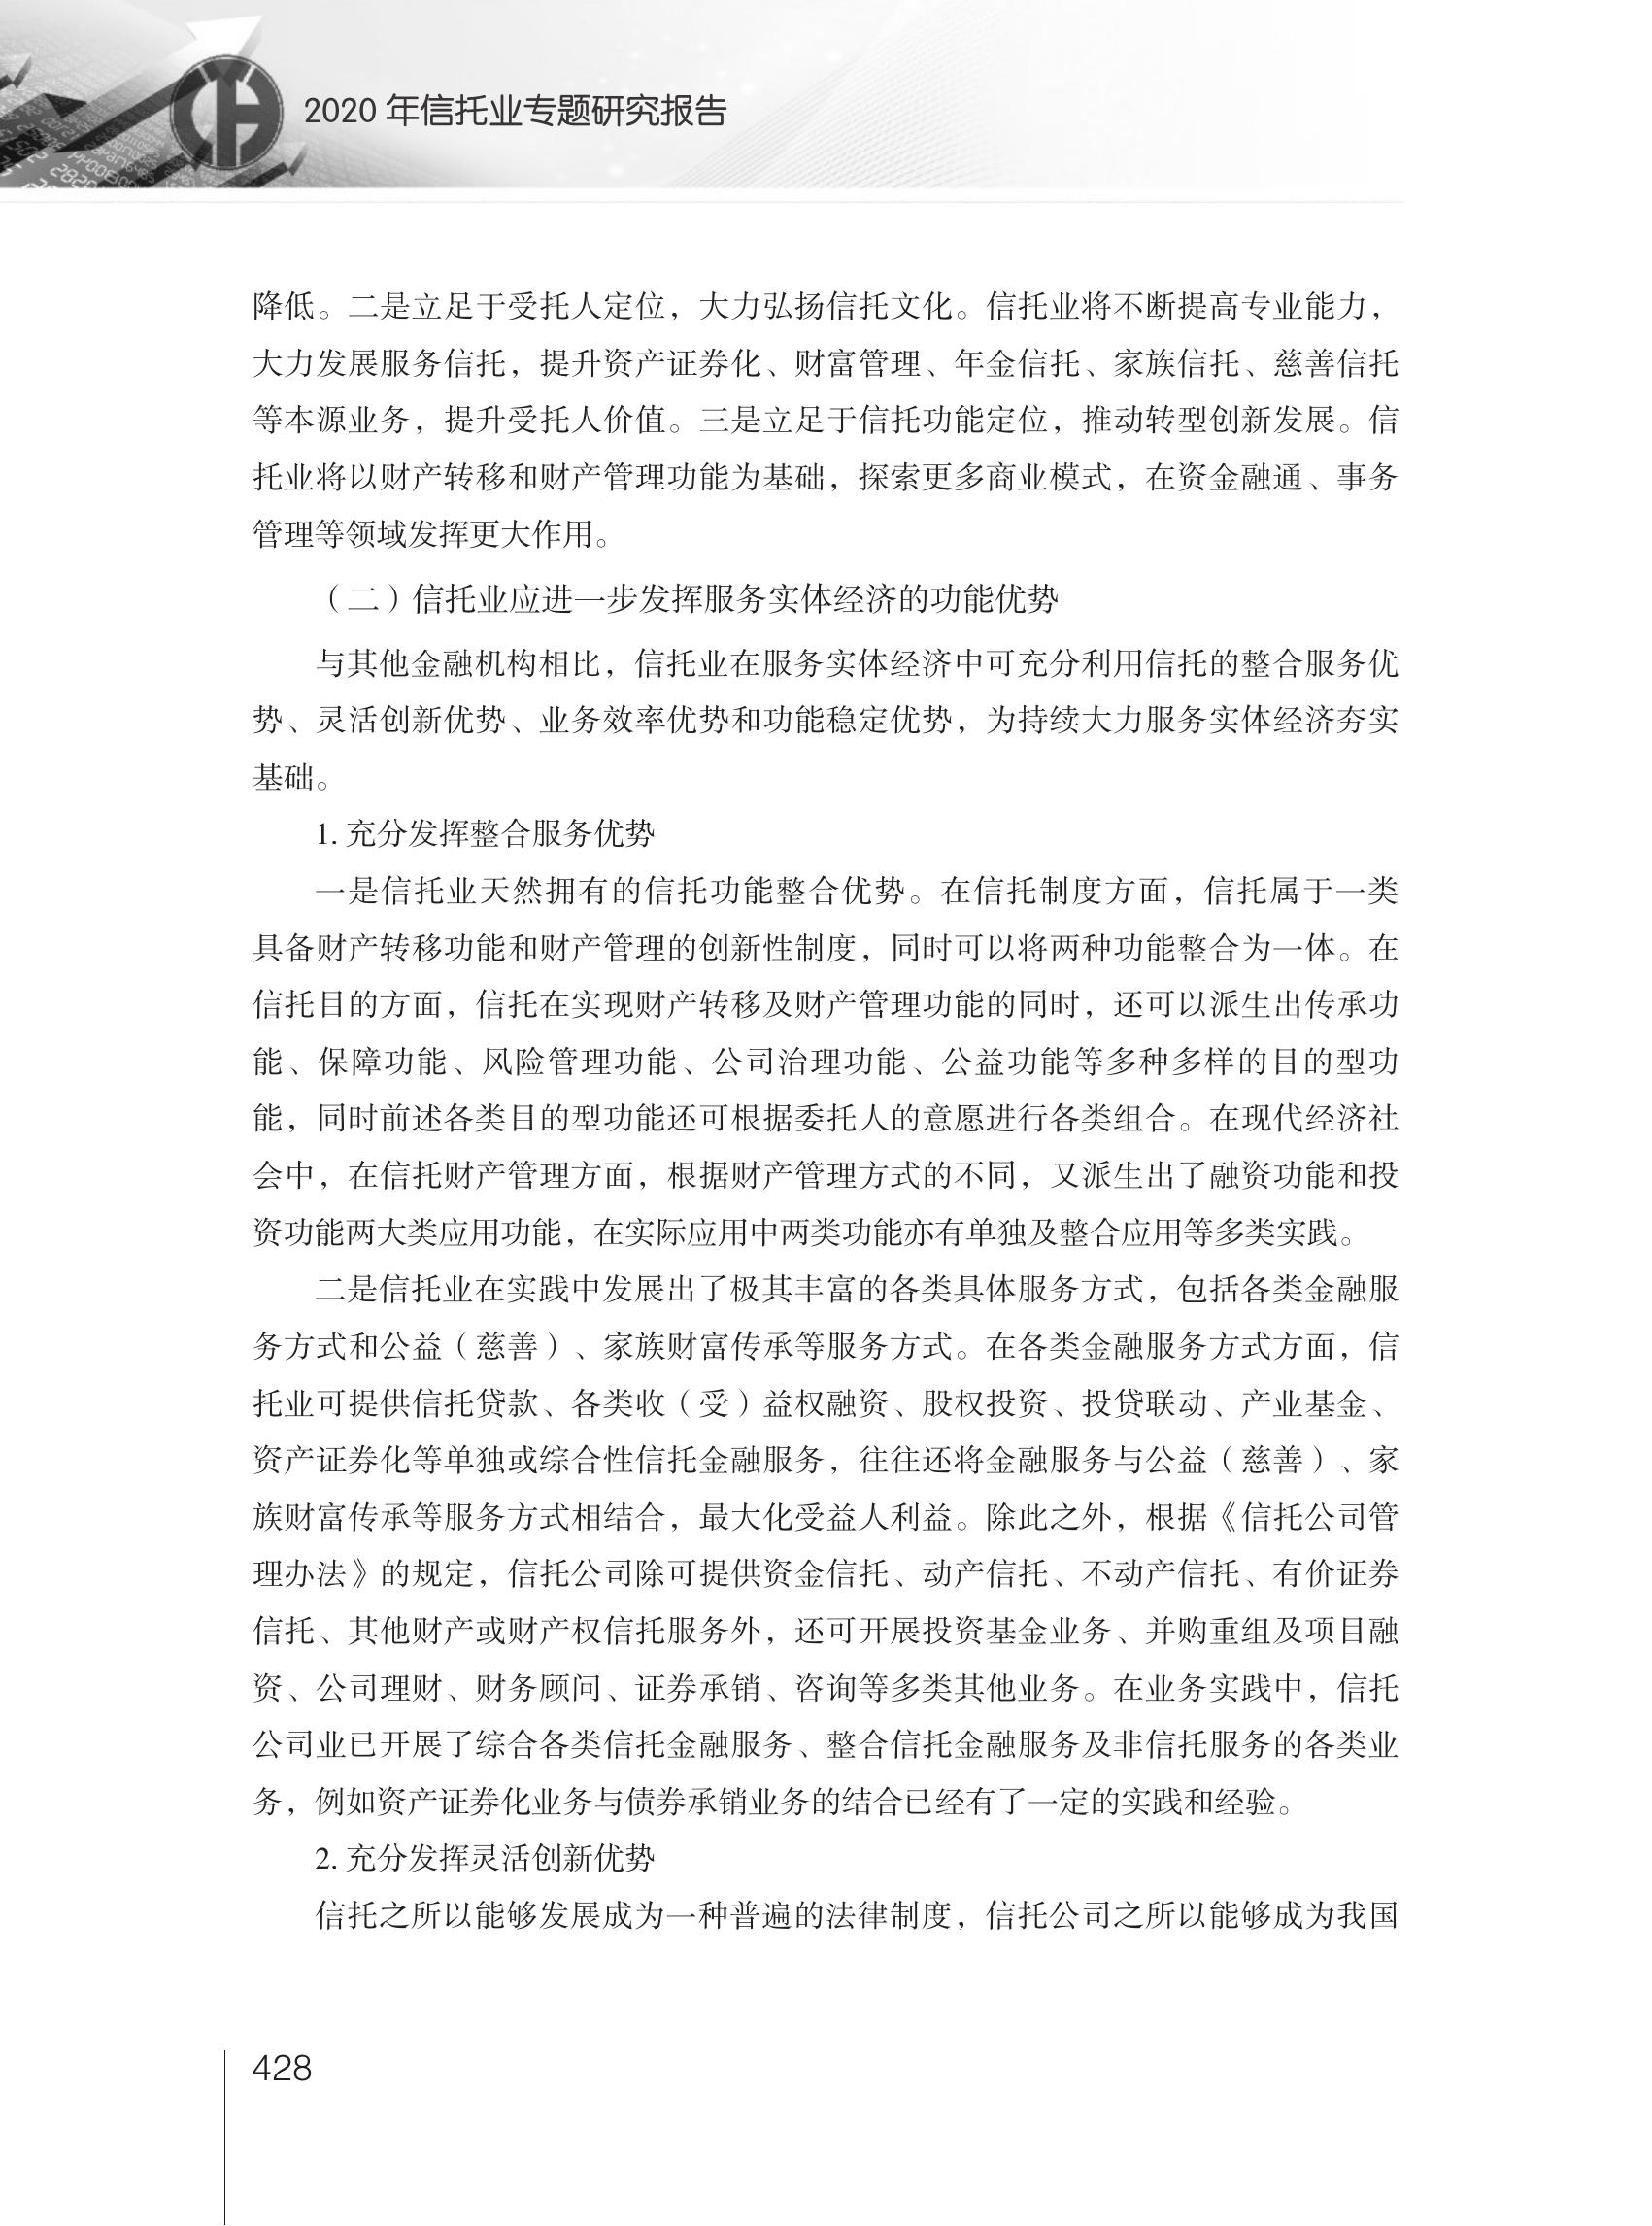 2020 年信托业专题研究报告
降低。二是立足于受托人定位，大力弘扬信托文化。信托业将不断提高专业能力，
大力发展服务信托，提升资产证券化、财富管理、年金信托、家族信托、慈善信托
等本源业务，提升受托人价值。三是立足于信托功能定位，推动转型创新发展。信
托业将以财产转移和财产管理功能为基础，探索更多商业模式，在资金融通、事务
管理等领域发挥更大作用。
（二）信托业应进一步发挥服务实体经济的功能优势
与其他金融机构相比，信托业在服务实体经济中可充分利用信托的整合服务优
势、灵活创新优势、业务效率优势和功能稳定优势，为持续大力服务实体经济夯实
基础。
1. 充分发挥整合服务优势
一是信托业天然拥有的信托功能整合优势。在信托制度方面，信托属于一类
具备财产转移功能和财产管理的创新性制度，同时可以将两种功能整合为一体。在
信托目的方面，信托在实现财产转移及财产管理功能的同时，还可以派生出传承功
能、保障功能、风险管理功能、公司治理功能、公益功能等多种多样的目的型功
能，同时前述各类目的型功能还可根据委托人的意愿进行各类组合。在现代经济社
会中，在信托财产管理方面，根据财产管理方式的不同，又派生出了融资功能和投
资功能两大类应用功能，在实际应用中两类功能亦有单独及整合应用等多类实践。
二是信托业在实践中发展出了极其丰富的各类具体服务方式，包括各类金融服
务方式和公益（慈善）、家族财富传承等服务方式。在各类金融服务方式方面，信
托业可提供信托贷款、各类收（受）益权融资、股权投资、投贷联动、产业基金、
资产证券化等单独或综合性信托金融服务，往往还将金融服务与公益（慈善）、家
族财富传承等服务方式相结合，最大化受益人利益。除此之外，根据《信托公司管
理办法》的规定，信托公司除可提供资金信托、动产信托、不动产信托、有价证券
信托、其他财产或财产权信托服务外，还可开展投资基金业务、并购重组及项目融
资、公司理财、财务顾问、证券承销、咨询等多类其他业务。在业务实践中，信托
公司业已开展了综合各类信托金融服务、整合信托金融服务及非信托服务的各类业
务，例如资产证券化业务与债券承销业务的结合已经有了一定的实践和经验。
2. 充分发挥灵活创新优势
信托之所以能够发展成为一种普遍的法律制度，信托公司之所以能够成为我国
428